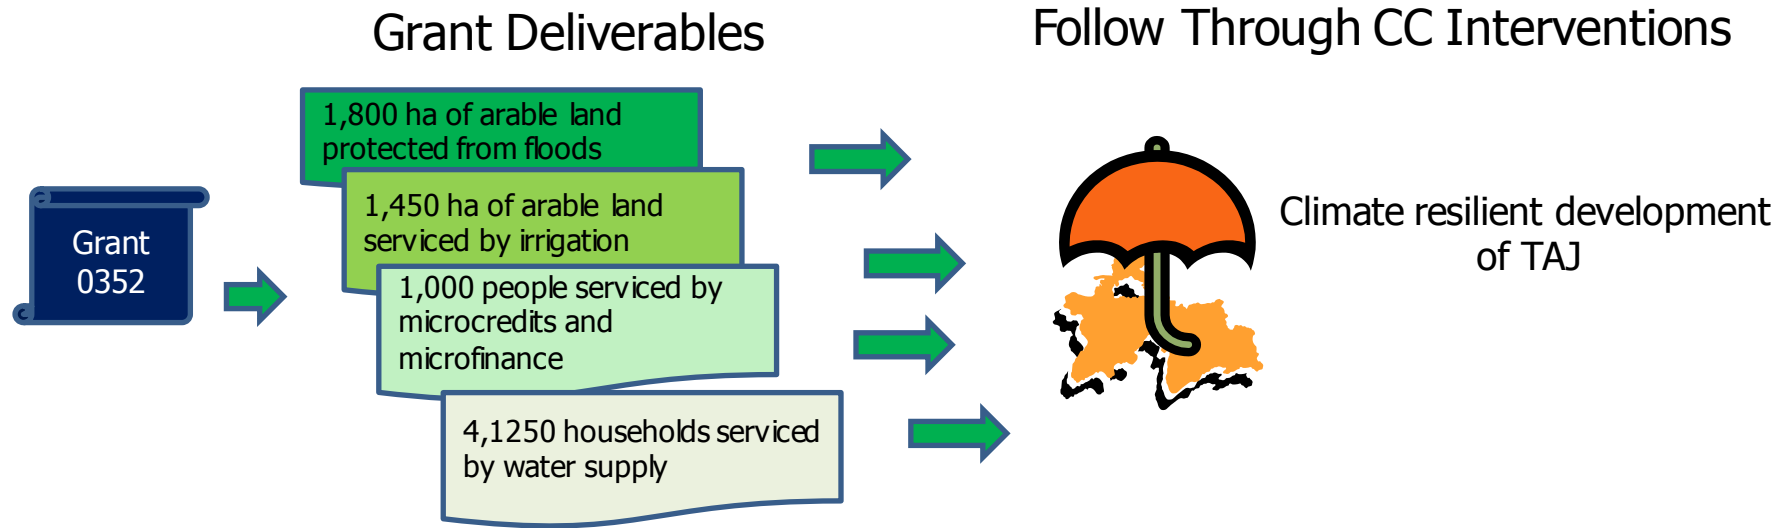 Grant Deliverables
Follow Through CC Interventions
Grant
0352
1,800 ha of arable land
protected from floods
1,450 ha of arable land
serviced by irrigation
1,000 people serviced by
microcredits and
microfinance
4,1250 households serviced
by water supply
Climate resilient development
of TAJ